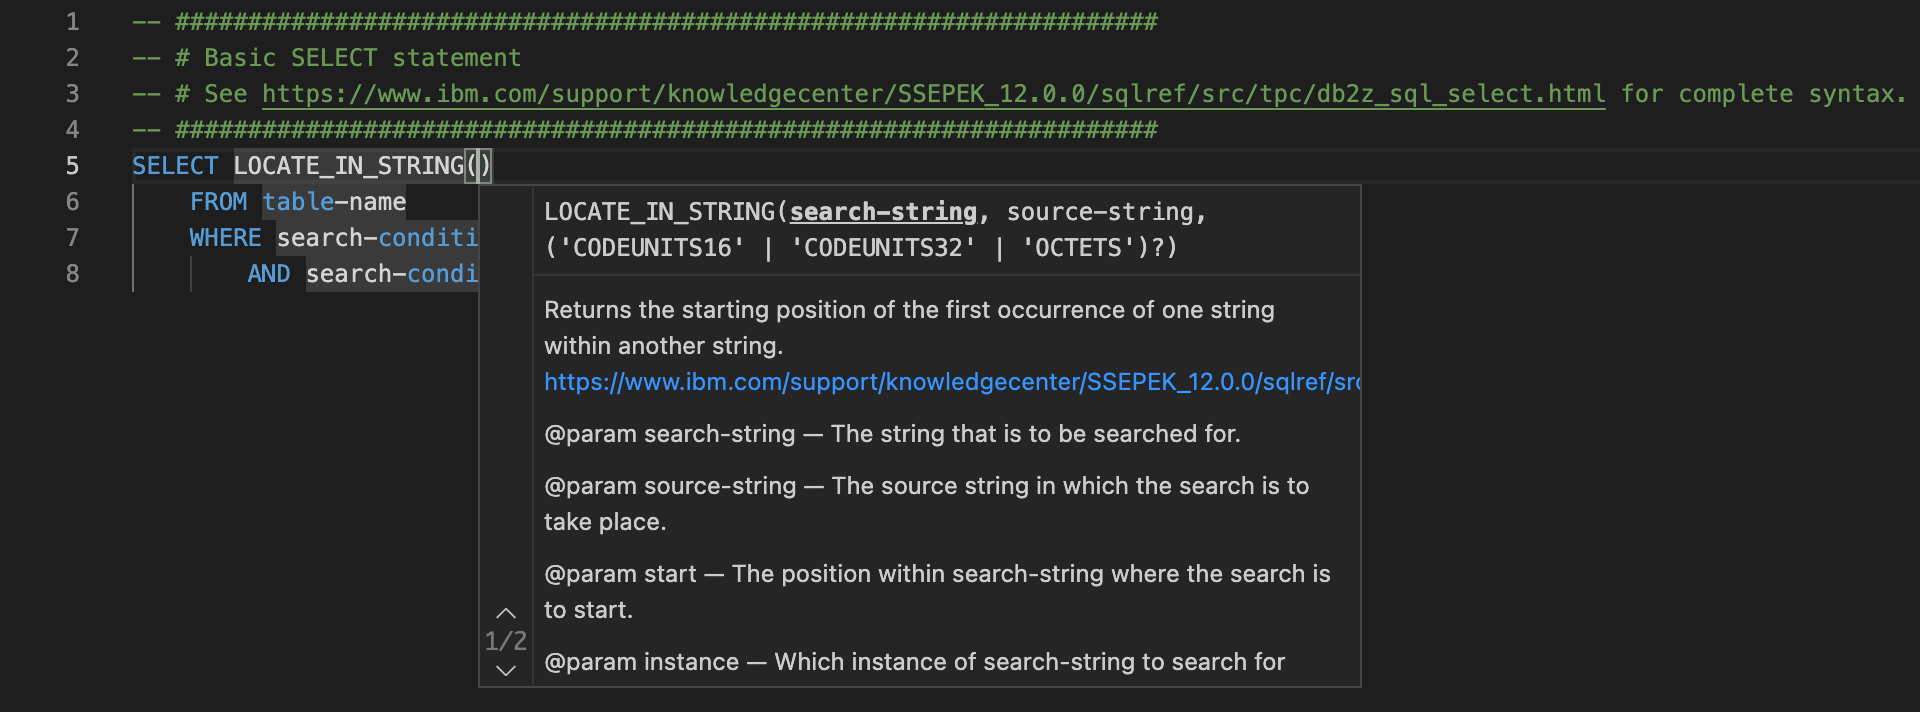 1 -- ####################################################################
2 -- # Basic SELECT statement
3 -- # See https://www.ibm.com/support/knowledgecenter/SSEPEK_12.0.0/sqlref/src/tpc/db2z_sql_select.html for complete syntax.
4 -- ####################################################################
5 SELECT LOCATE_IN_STRING()
6 FROM table-name
7 WHERE search-conditi
8 AND search-condi
LOCATE_IN_STRING(search-string, source-string,
('CODEUNITS16' | 'CODEUNITS32' | 'OCTETS')?)
Returns the starting position of the first occurrence of one string
within another string.
https://www.ibm.com/support/knowledgecenter/SSEPEK_12.0.0/sqlref/src
@param search-string — The string that is to be searched for.
@param source-string — The source string in which the search is to
take place.
@param start — The position within search-string where the search is
to start.
1/2
@param instance — Which instance of search-string to search for